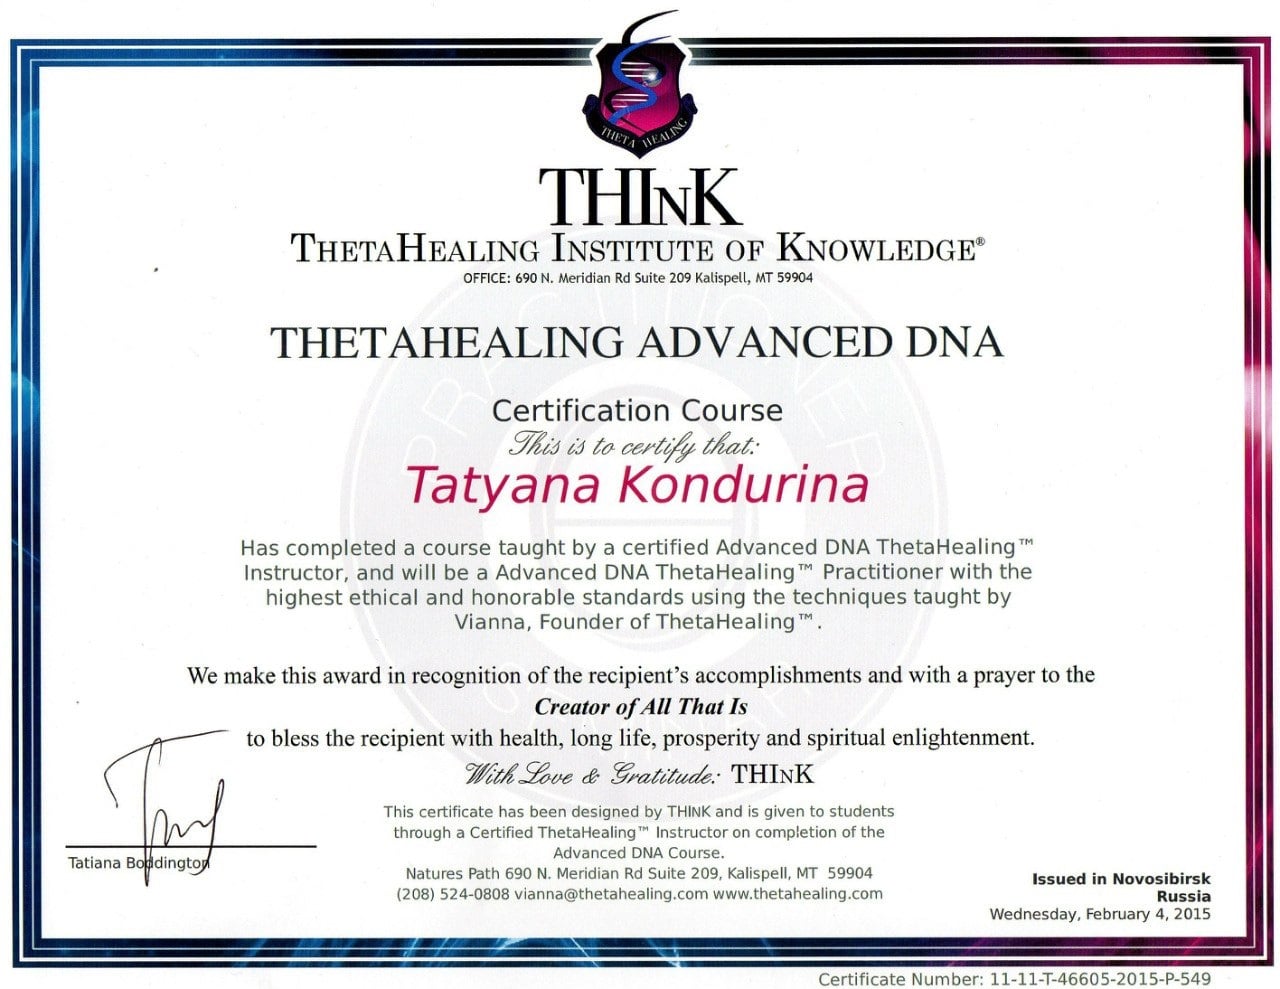 THETA HEALING
THInK
THETAHEALING INSTITUTE OF KNOWLEDGE®
OFFICE: 690 N. Meridian Rd Suite 209 Kalispell, MT 59904
THETAHEALING ADVANCED DNA
Certification Course
This is to certify that:
Tatyana Kondurina
Has completed a course taught by a certified Advanced DNA ThetaHealing™
Instructor, and will be a Advanced DNA ThetaHealing™ Practitioner with the
highest ethical and honorable standards using the techniques taught by
Vianna, Founder of ThetaHealing™.
We make this award in recognition of the recipient's accomplishments and with a prayer to the
Creator of All That Is
to bless the recipient with health, long life, prosperity and spiritual enlightenment.
With Love & Gratitude: THInK
This certificate has been designed by THINK and is given to students
through a Certified ThetaHealing™ Instructor on completion of the
Advanced DNA Course.
Natures Path 690 N. Meridian Rd Suite 209, Kalispell, MT 59904
(208) 524-0808 vianna@thetahealing.com www.thetahealing.com
Tatiana Boddington
Issued in Novosibirsk
Russia
Wednesday, February 4, 2015
Certificate Number: 11-11-T-46605-2015-P-549